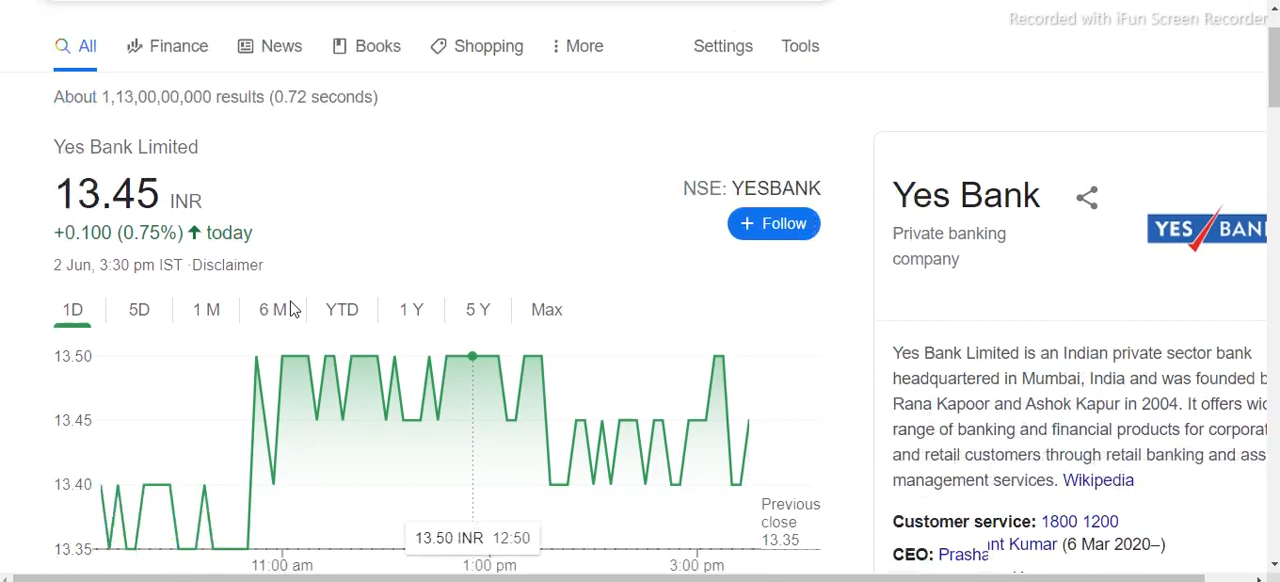 Recorded with iFun Screen Recorder
All
Finance
News
Books
Shopping
More
Settings
Tools
About 1,13,00,00,000 results (0.72 seconds)
Yes Bank Limited
13.45 INR
+0.100 (0.75%) today
2 Jun, 3:30 pm IST · Disclaimer
NSE: YESBANK
+ Follow
1D
5D
1 M
6 M
YTD
1 Y
5 Y
Max
13.50
13.45
13.40
13.35
Previous
close
13.35
13.50 INR 12:50
11:00 am
1:00 pm
3:00 pm
Yes Bank
Private banking
company
YES BANK
Yes Bank Limited is an Indian private sector bank
headquartered in Mumbai, India and was founded b
Rana Kapoor and Ashok Kapur in 2004. It offers wid
range of banking and financial products for corporat
and retail customers through retail banking and ass
management services. Wikipedia
Customer service: 1800 1200
CEO: Prasha nt Kumar (6 Mar 2020–)